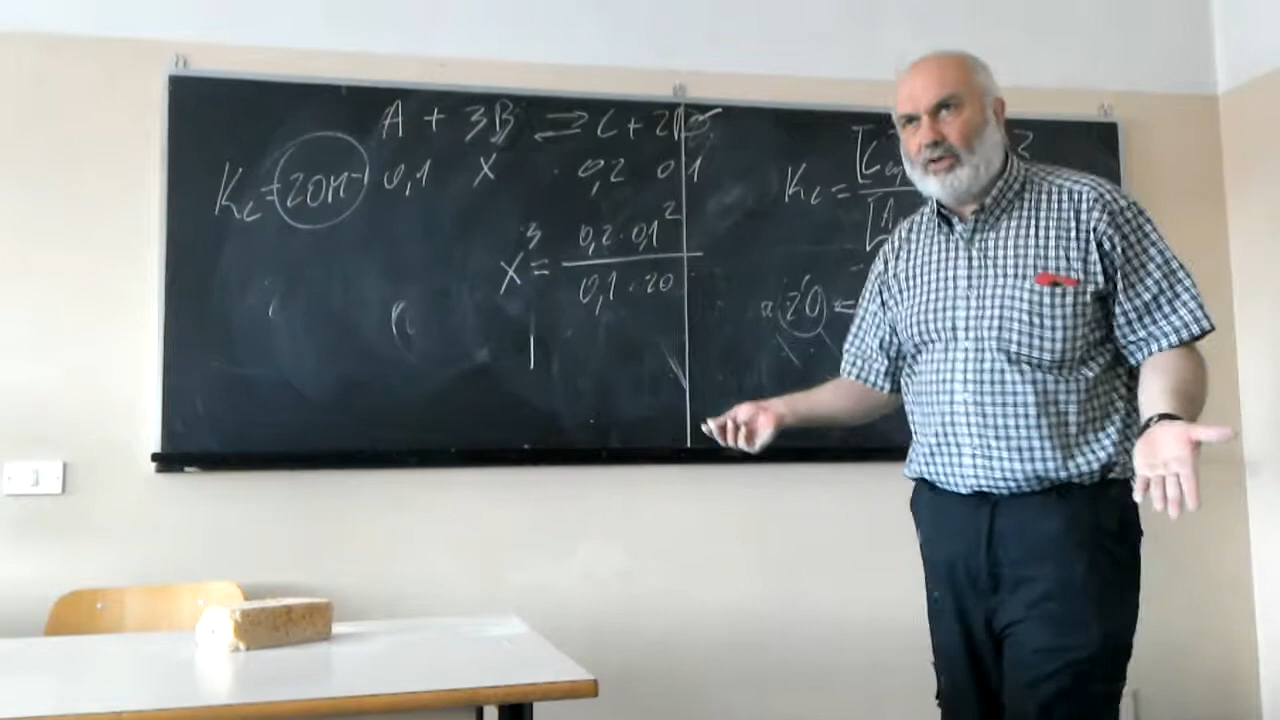 A + 3B ⇌ C + 2D
Kc = 20M⁻ 0,1 X 0,2 0,1
X³ = 0,2 · 0,1² / 0,1 · 20
Kc = [C
[A
20 =